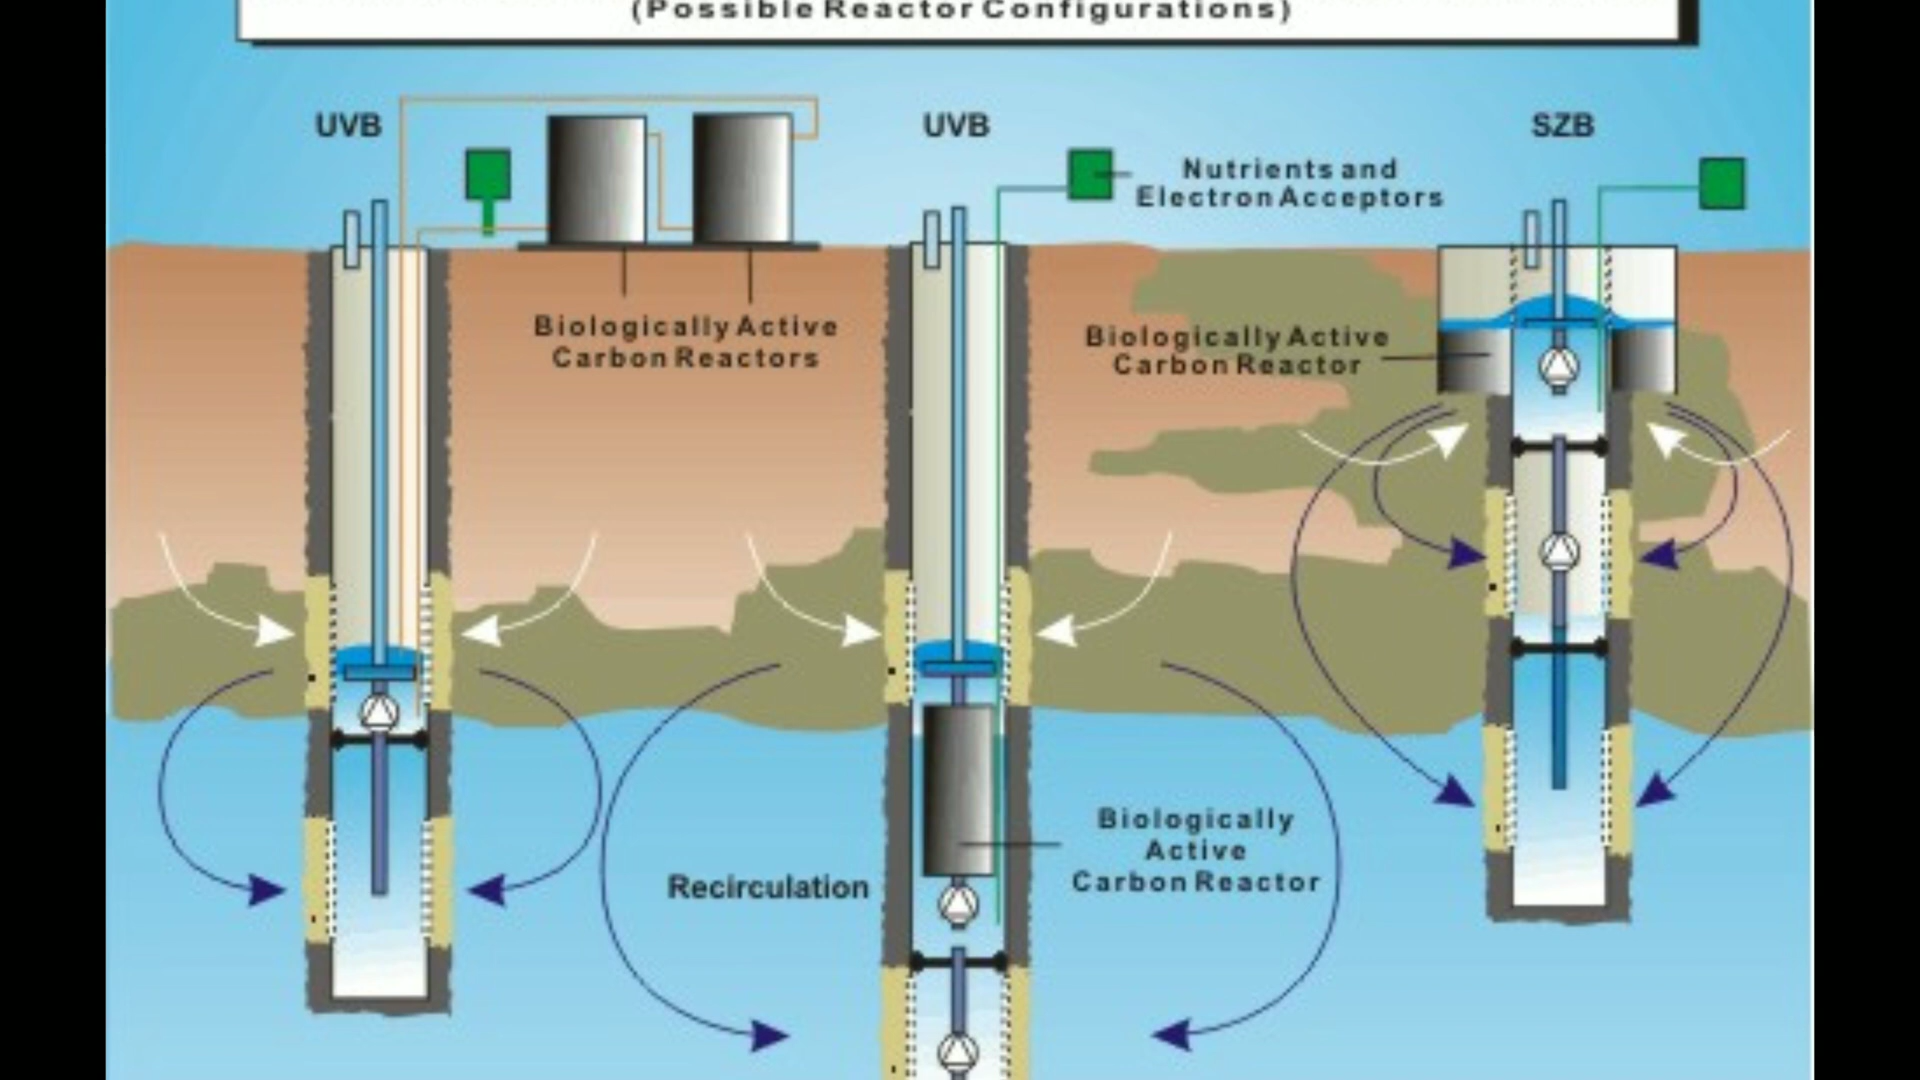 (Possible Reactor Configurations)
UVB
UVB
SZB
Nutrients and
Electron Acceptors
Biologically Active
Carbon Reactors
Biologically Active
Carbon Reactor
Biologically
Active
Carbon Reactor
Recirculation